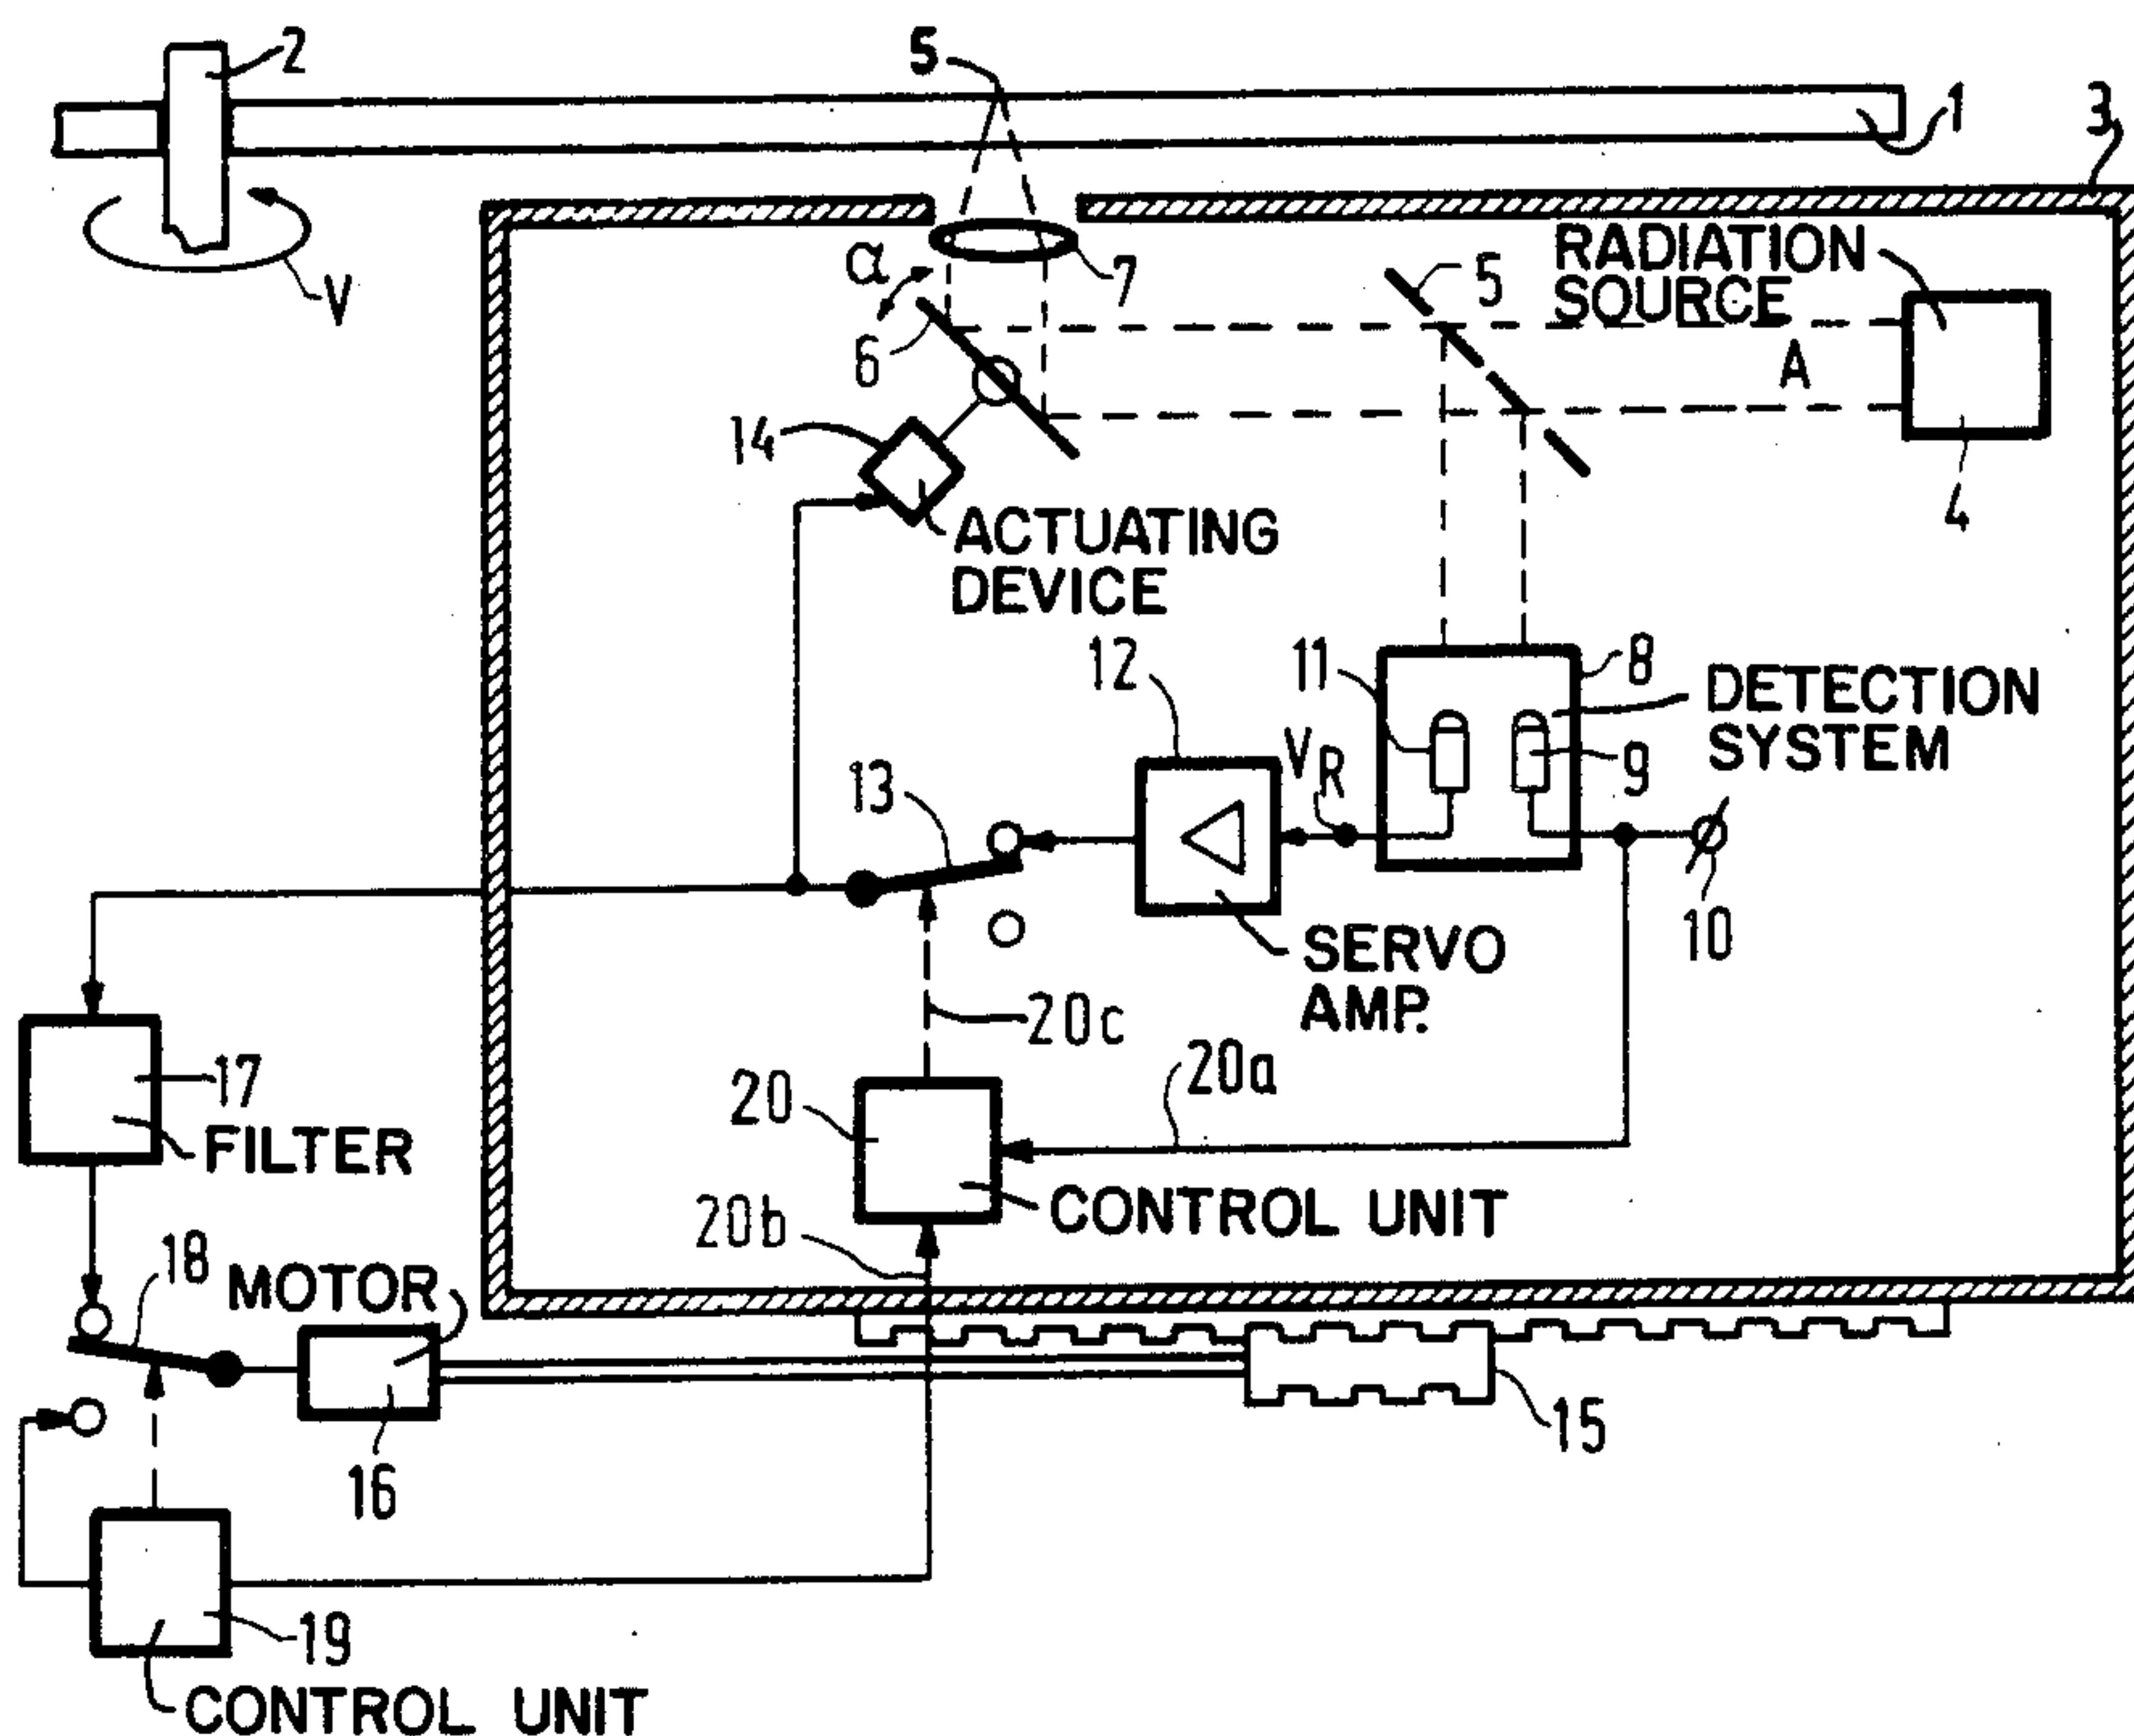 2
5
1
3
V
α
7
5
RADIATION
SOURCE
6
A
14
4
ACTUATING
DEVICE
12
11
8
DETECTION
SYSTEM
13
VR
9
10
SERVO
AMP.
20c
17
20
20a
FILTER
20b
CONTROL UNIT
18
MOTOR
15
16
19
CONTROL UNIT